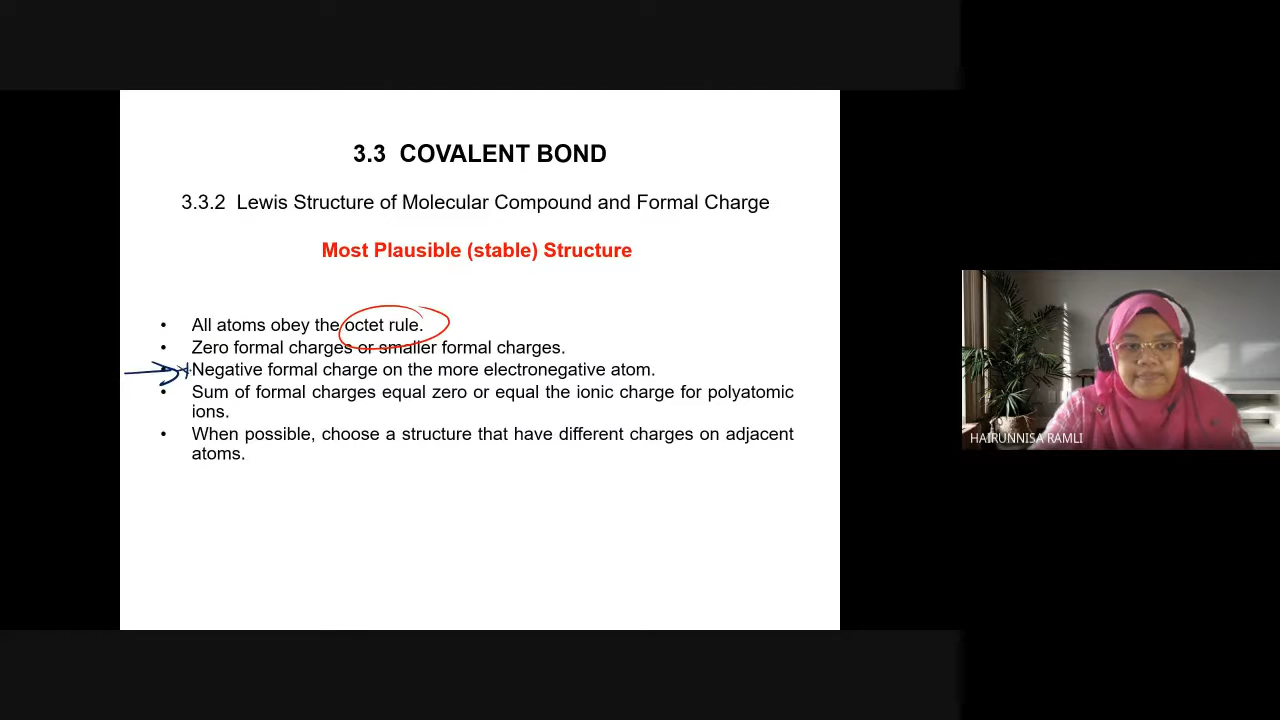 3.3 COVALENT BOND
3.3.2 Lewis Structure of Molecular Compound and Formal Charge
Most Plausible (stable) Structure
• All atoms obey the octet rule.
• Zero formal charges or smaller formal charges.
• Negative formal charge on the more electronegative atom.
• Sum of formal charges equal zero or equal the ionic charge for polyatomic
ions.
• When possible, choose a structure that have different charges on adjacent
atoms.
HAIRUNNISA RAMLI